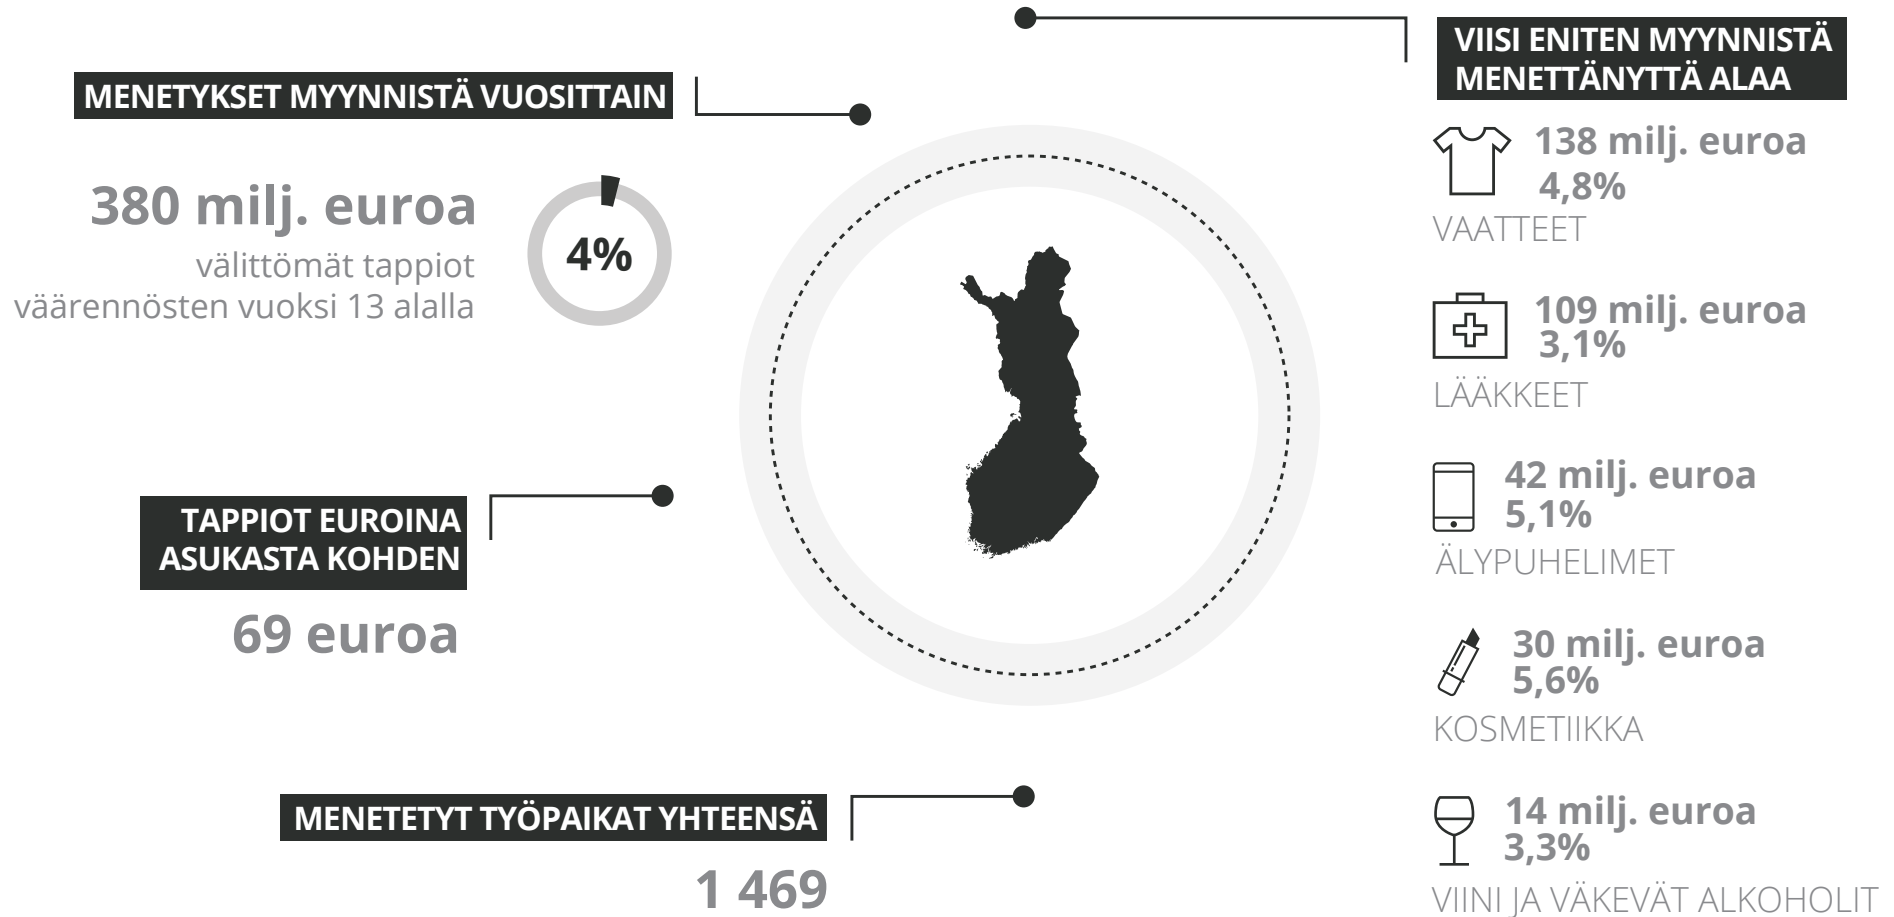 MENETYKSET MYYNNISTÄ VUOSITTAIN
380 milj. euroa
välittömät tappiot
väärennösten vuoksi 13 alalla
4%
TAPPIOT EUROINA
ASUKASTA KOHDEN
69 euroa
MENETETYT TYÖPAIKAT YHTEENSÄ
1 469
VIISI ENITEN MYYNNISTÄ
MENETTÄNYTTÄ ALAA
138 milj. euroa
4,8%
VAATTEET
109 milj. euroa
3,1%
LÄÄKKEET
42 milj. euroa
5,1%
ÄLYPUHELIMET
30 milj. euroa
5,6%
KOSMETIIKKA
14 milj. euroa
3,3%
VIINI JA VÄKEVÄT ALKOHOLIT